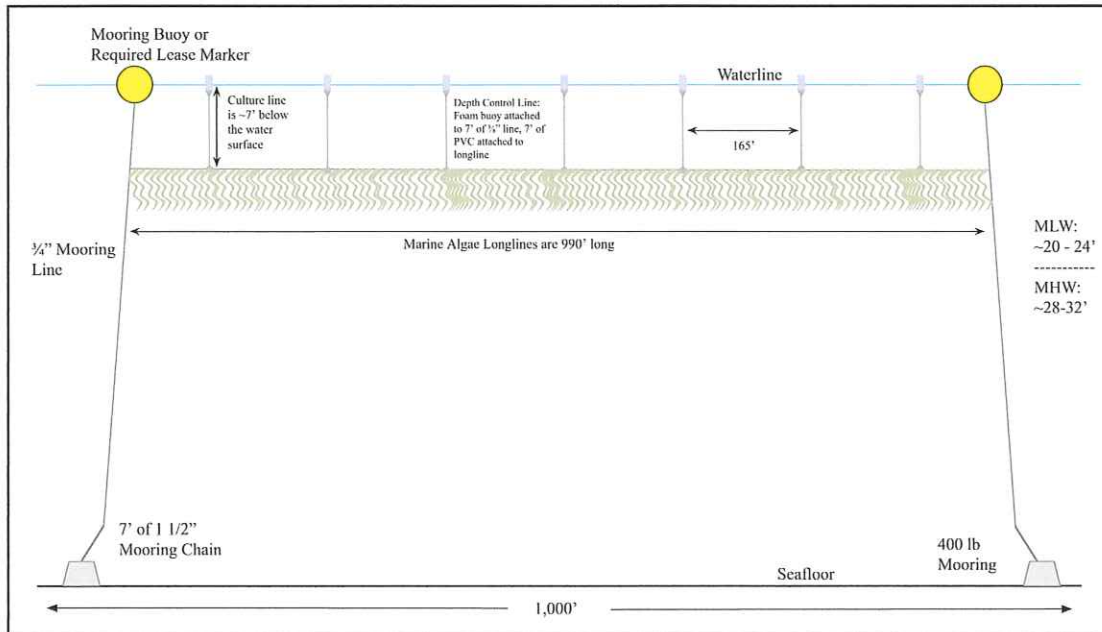 Mooring Buoy or
Required Lease Marker
Waterline
Culture line
is ~7' below
the water
surface
Depth Control Line:
Foam buoy attached
to 7' of ⅜" line, 7' of
PVC attached to
longline
165'
¾" Mooring
Line
Marine Algae Longlines are 990' long
MLW:
~20 - 24'
-----------
MHW:
~28-32'
7' of 1 1/2"
Mooring Chain
400 lb
Mooring
Seafloor
1,000'